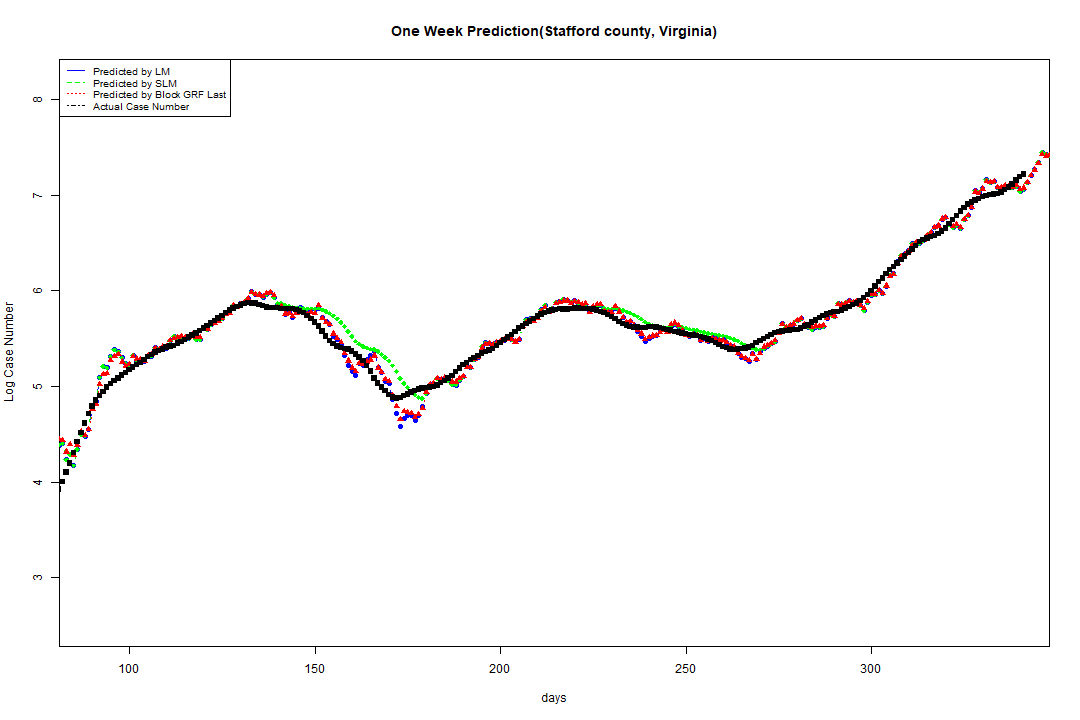 One Week Prediction(Stafford county, Virginia)
Predicted by LM
Predicted by SLM
Predicted by Block GRF Last
Actual Case Number
8
7
6
5
4
3
Log Case Number
100 150 200 250 300
days